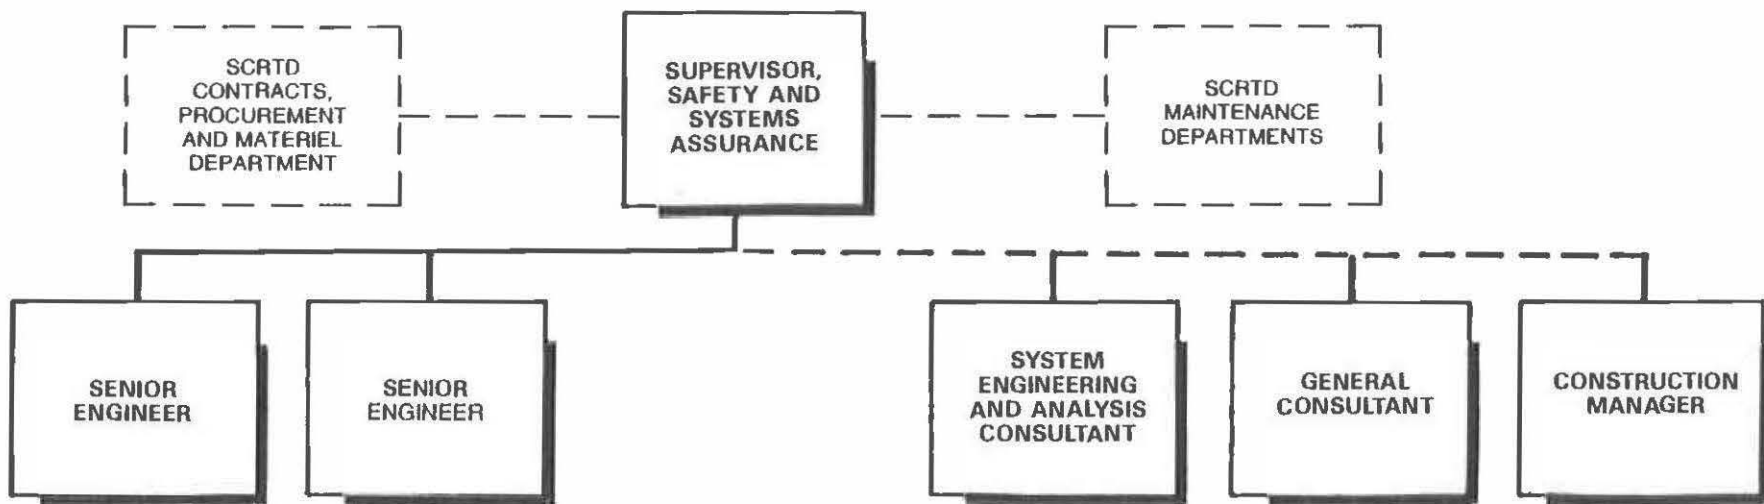 SCRTD
CONTRACTS,
PROCUREMENT
AND MATERIEL
DEPARTMENT
SUPERVISOR,
SAFETY AND
SYSTEMS
ASSURANCE
SCRTD
MAINTENANCE
DEPARTMENTS
SENIOR
ENGINEER
SENIOR
ENGINEER
SYSTEM
ENGINEERING
AND ANALYSIS
CONSULTANT
GENERAL
CONSULTANT
CONSTRUCTION
MANAGER